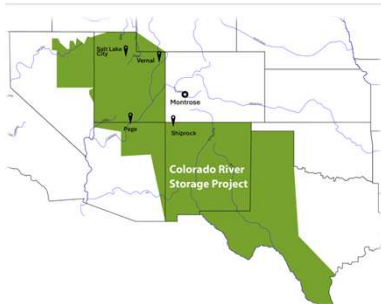 Salt Lake
City
Vernal
Montrose
Page
Shiprock
Colorado River
Storage Project